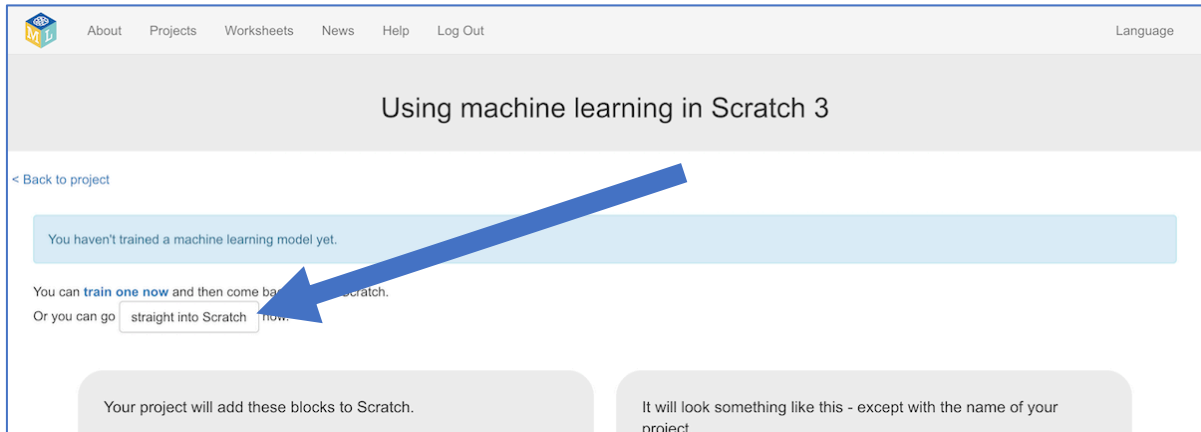 ML About Projects Worksheets News Help Log Out Language
Using machine learning in Scratch 3
< Back to project
You haven't trained a machine learning model yet.
You can train one now and then come Scratch.
Or you can go straight into Scratch now.
Your project will add these blocks to Scratch.
It will look something like this - except with the name of your
project